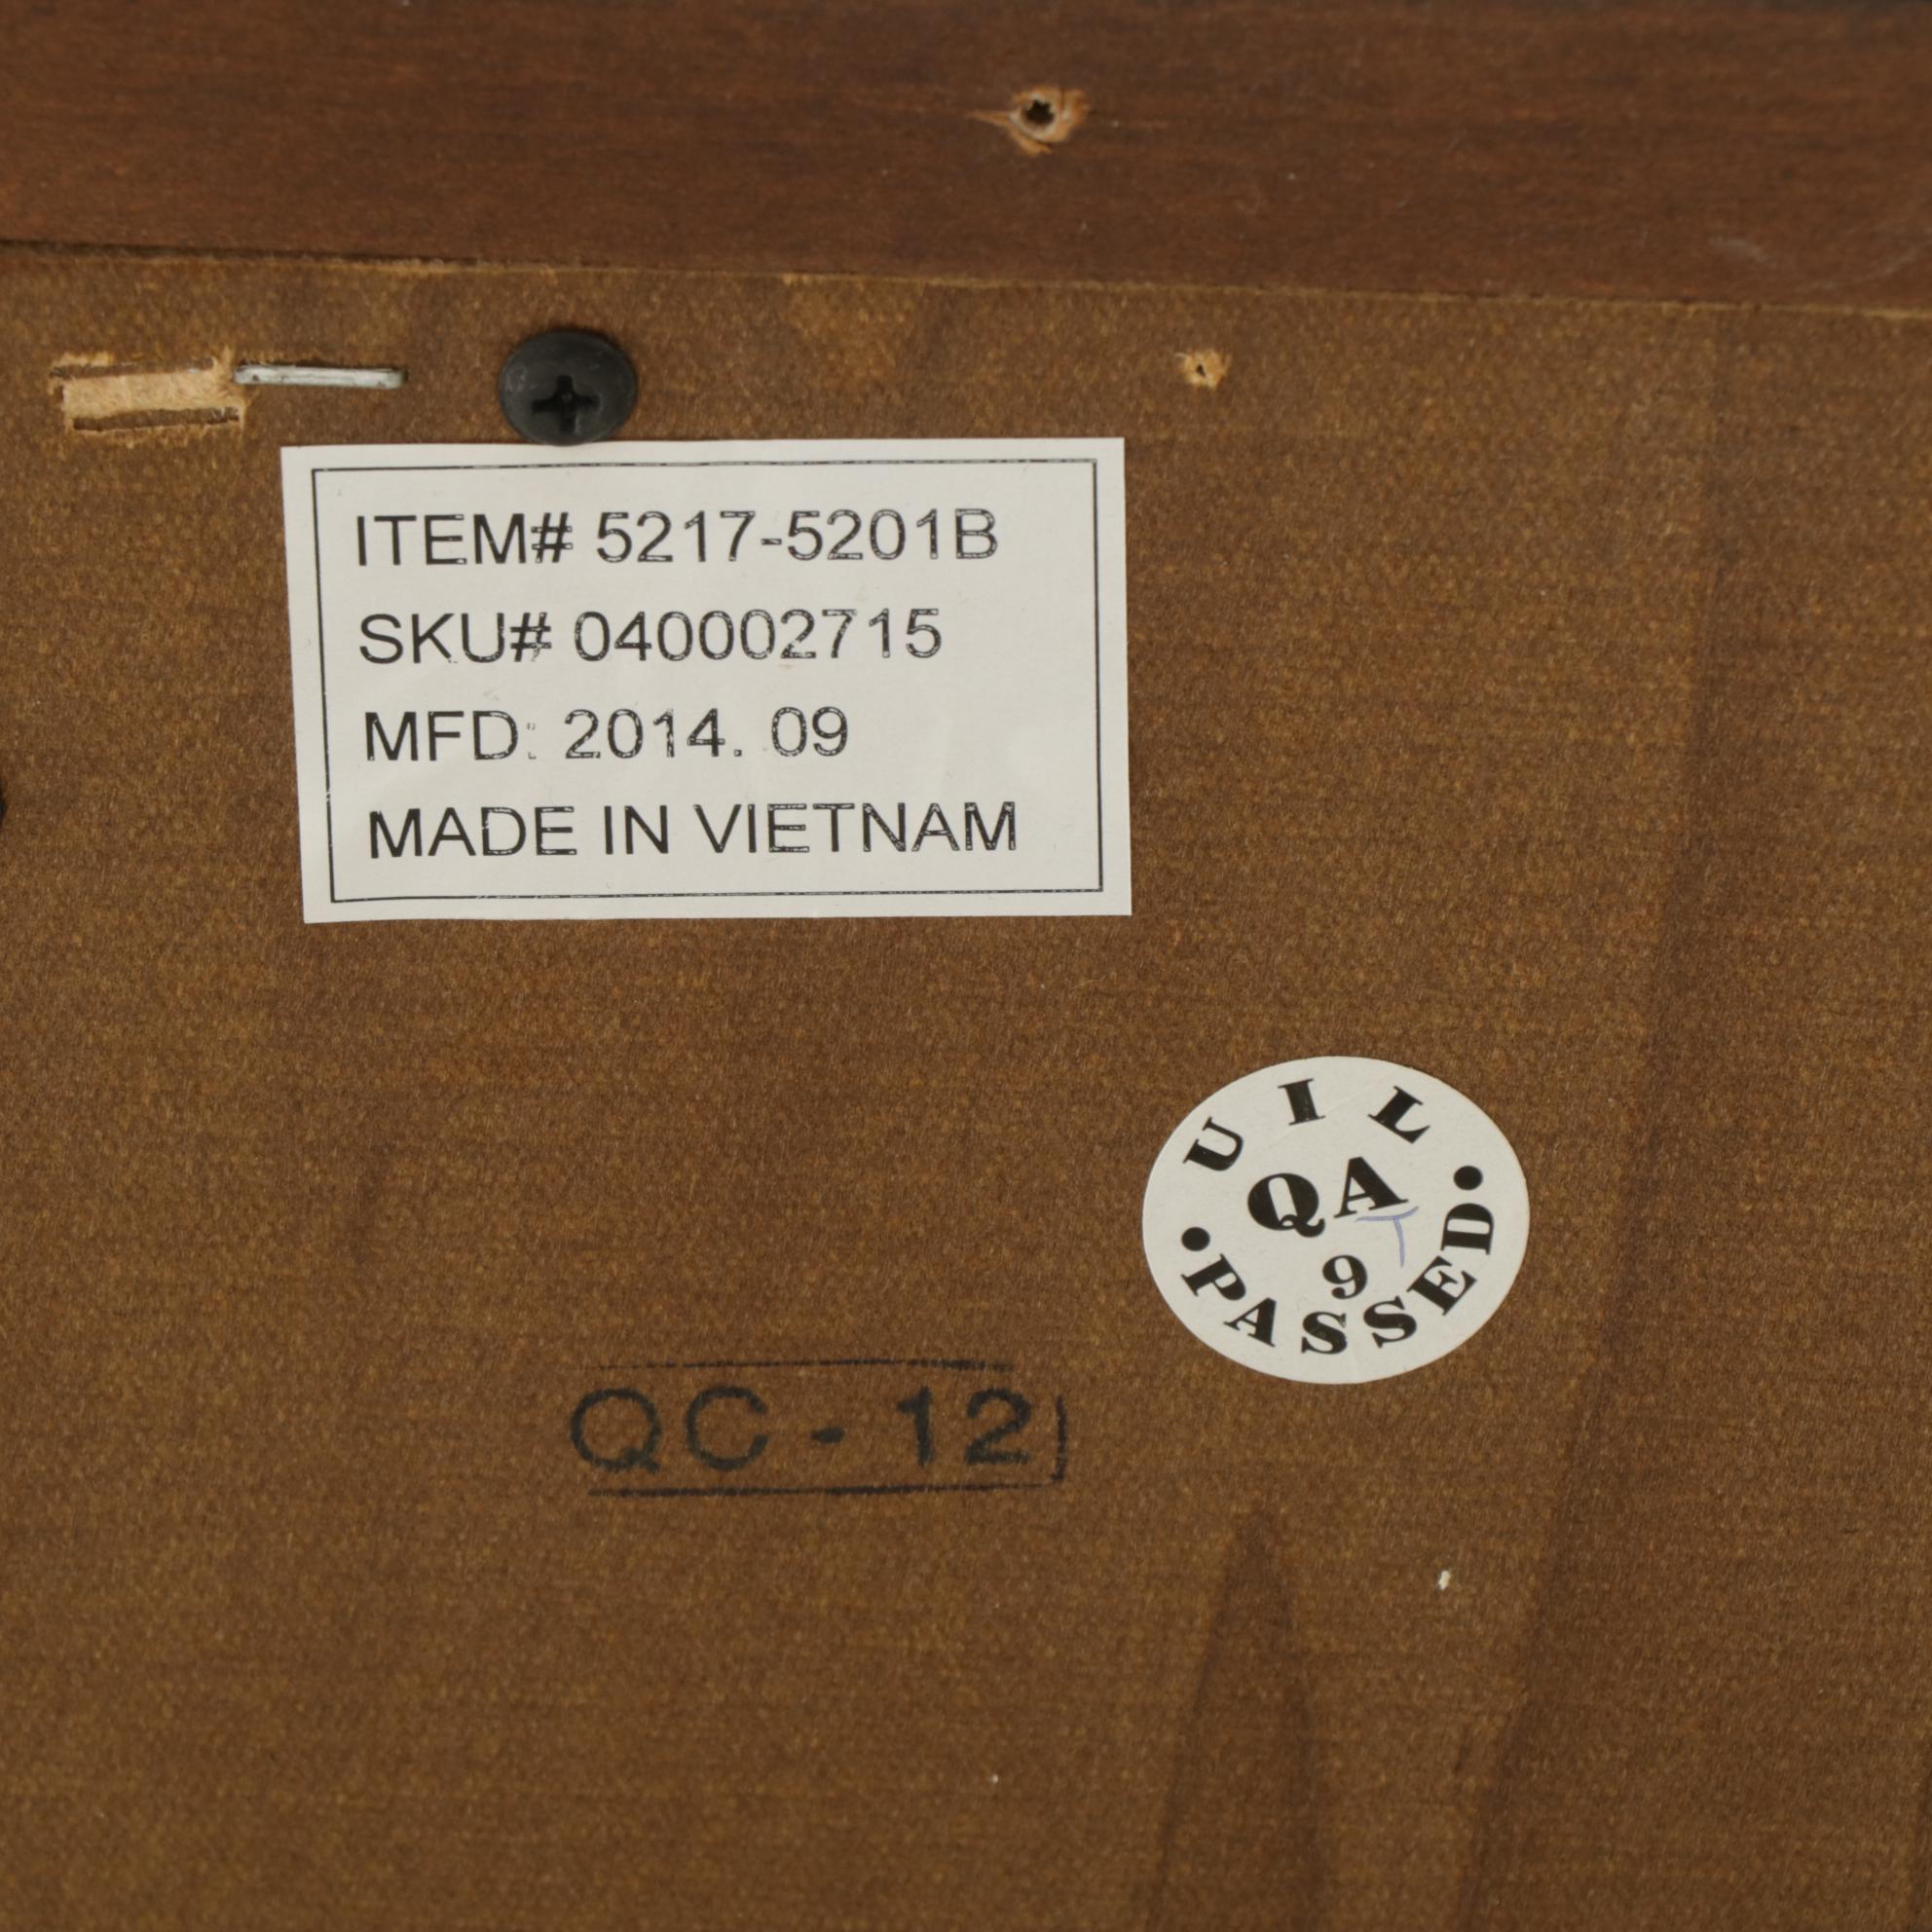 ITEM# 5217-5201B
SKU# 040002715
MFD: 2014. 09
MADE IN VIETNAM
UIL
QA
9
•PASSED•
QC - 12